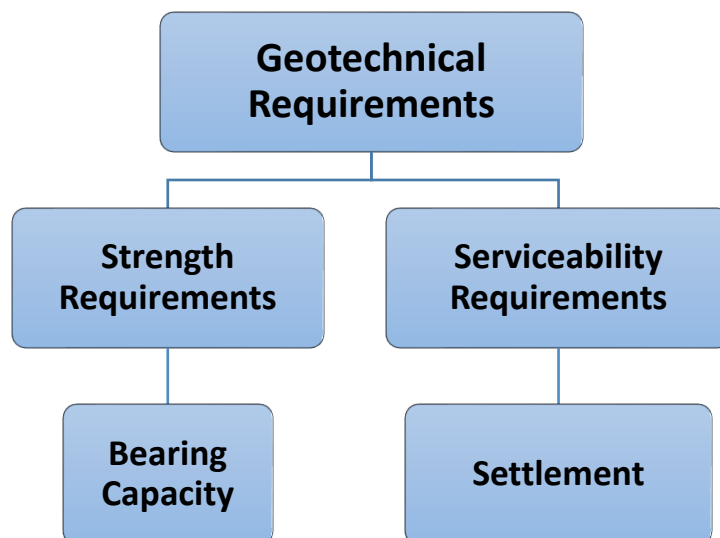 Geotechnical
Requirements
Strength
Requirements
Serviceability
Requirements
Bearing
Capacity
Settlement